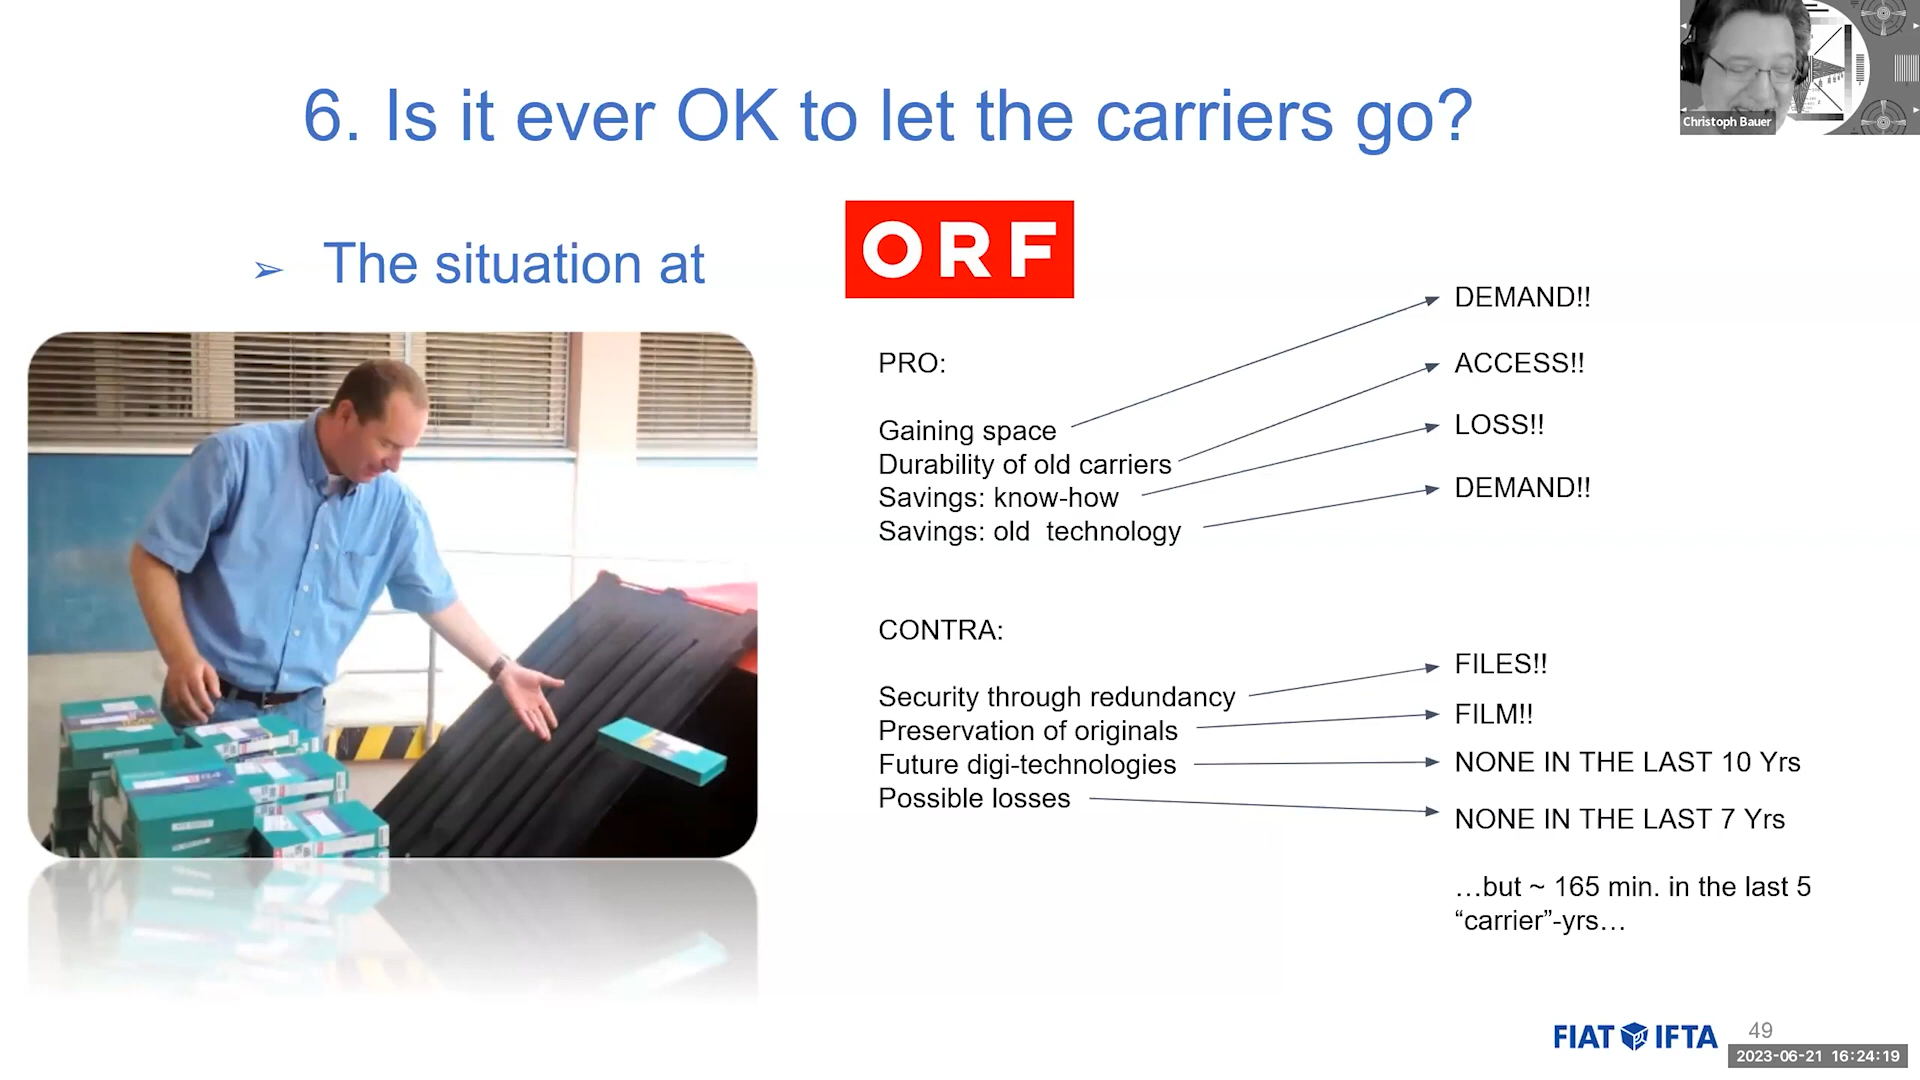 6. Is it ever OK to let the carriers go?
Christoph Bauer
➢ The situation at
ORF
PRO:
Gaining space
Durability of old carriers
Savings: know-how
Savings: old technology
DEMAND!!
ACCESS!!
LOSS!!
DEMAND!!
CONTRA:
Security through redundancy
Preservation of originals
Future digi-technologies
Possible losses
FILES!!
FILM!!
NONE IN THE LAST 10 Yrs
NONE IN THE LAST 7 Yrs
…but ~ 165 min. in the last 5
“carrier”-yrs…
FIAT IFTA
49
2023-06-21 16:24:19